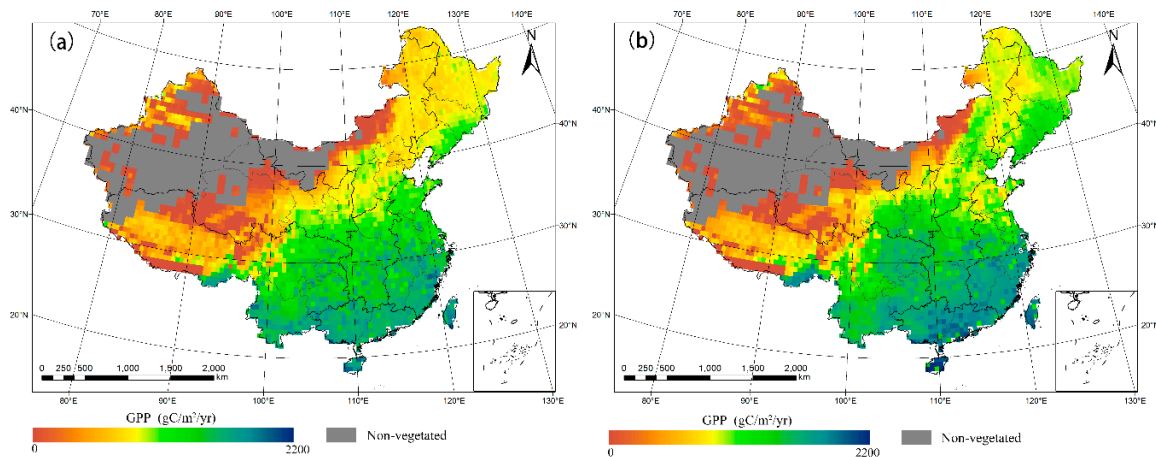 70°E 80°E 90°E 100°E 110°E 120°E 130°E 140°E
(a)
N
40°N
40°N
30°N
30°N
20°N
20°N
0 250 500 1,000 1,500 2,000
km
80°E 90°E 100°E 110°E 120°E 130°E
GPP (gC/m²/yr)
0 2200
Non-vegetated
70°E 80°E 90°E 100°E 110°E 120°E 130°E 140°E
(b)
N
40°N
40°N
30°N
30°N
20°N
20°N
0 250 500 1,000 1,500 2,000
km
80°E 90°E 100°E 110°E 120°E 130°E
GPP (gC/m²/yr)
0 2200
Non-vegetated